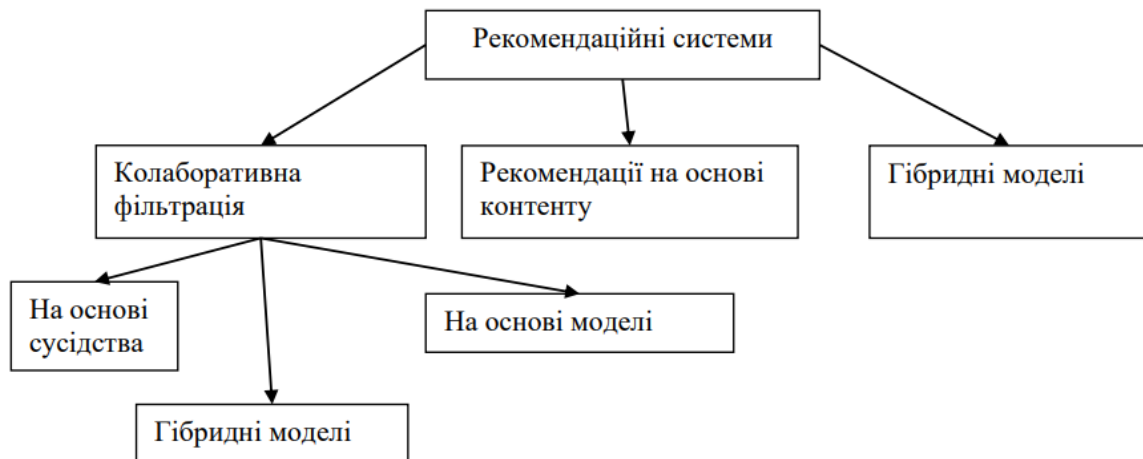 Рекомендаційні системи
Колаборативна
фільтрація
Рекомендації на основі
контенту
Гібридні моделі
На основі
сусідства
На основі моделі
Гібридні моделі